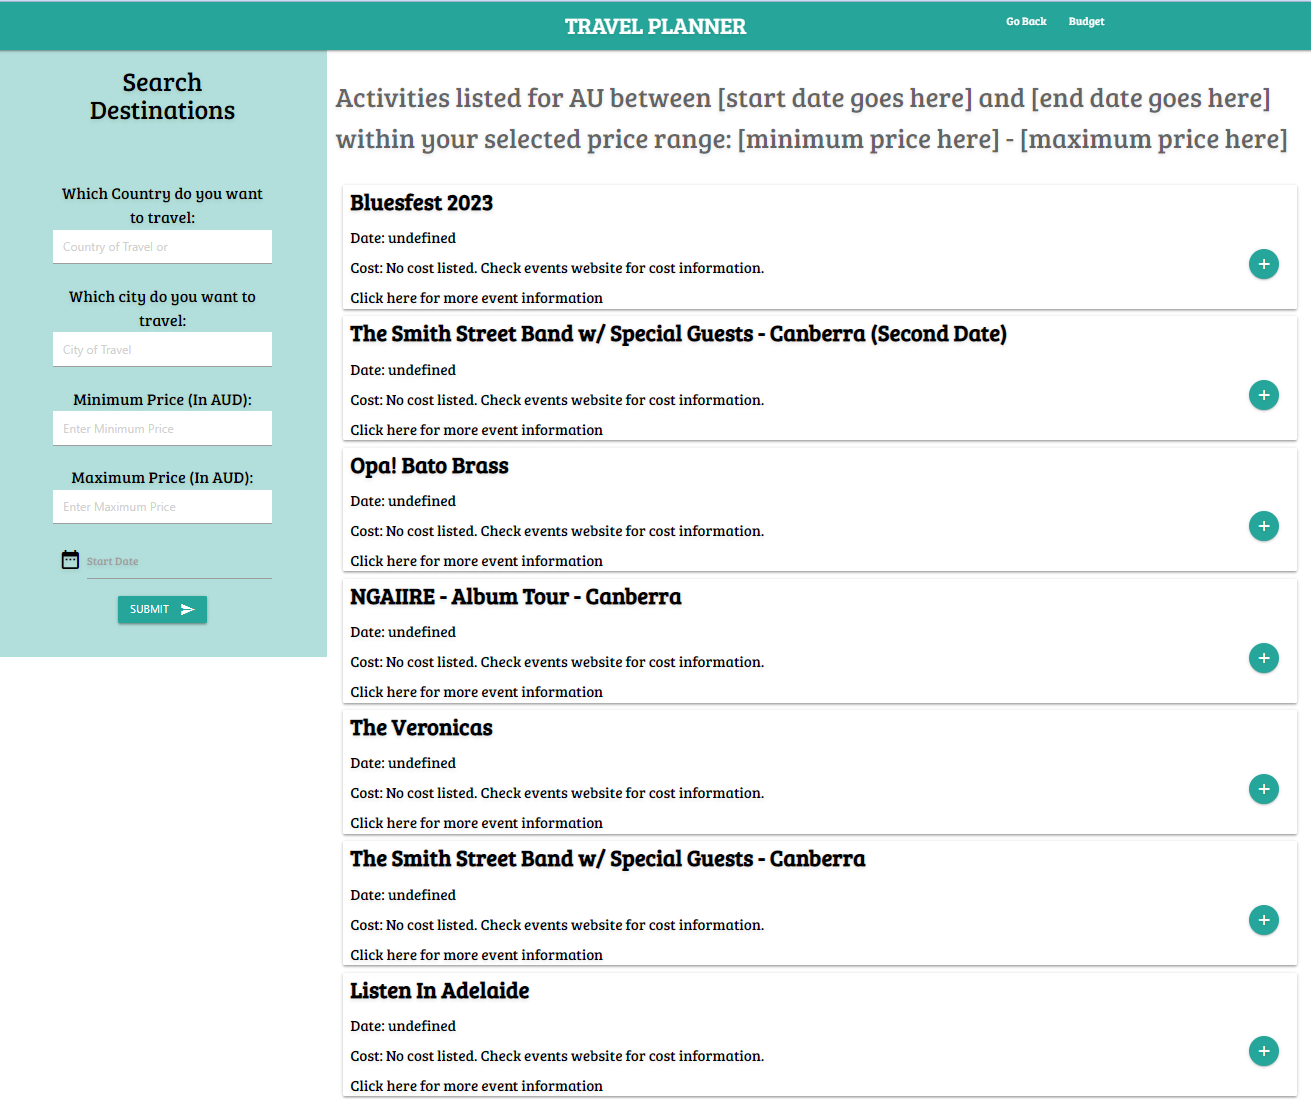 TRAVEL PLANNER
Go Back
Budget
Search
Destinations
Which Country do you want
to travel:
Country of Travel or
Which city do you want to
travel:
City of Travel
Minimum Price (In AUD):
Enter Minimum Price
Maximum Price (In AUD):
Enter Maximum Price
Start Date
SUBMIT
Activities listed for AU between [start date goes here] and [end date goes here]
within your selected price range: [minimum price here] - [maximum price here]
Bluesfest 2023
Date: undefined
Cost: No cost listed. Check events website for cost information.
Click here for more event information
The Smith Street Band w/ Special Guests - Canberra (Second Date)
Date: undefined
Cost: No cost listed. Check events website for cost information.
Click here for more event information
Opa! Bato Brass
Date: undefined
Cost: No cost listed. Check events website for cost information.
Click here for more event information
NGAIIRE - Album Tour - Canberra
Date: undefined
Cost: No cost listed. Check events website for cost information.
Click here for more event information
The Veronicas
Date: undefined
Cost: No cost listed. Check events website for cost information.
Click here for more event information
The Smith Street Band w/ Special Guests - Canberra
Date: undefined
Cost: No cost listed. Check events website for cost information.
Click here for more event information
Listen In Adelaide
Date: undefined
Cost: No cost listed. Check events website for cost information.
Click here for more event information